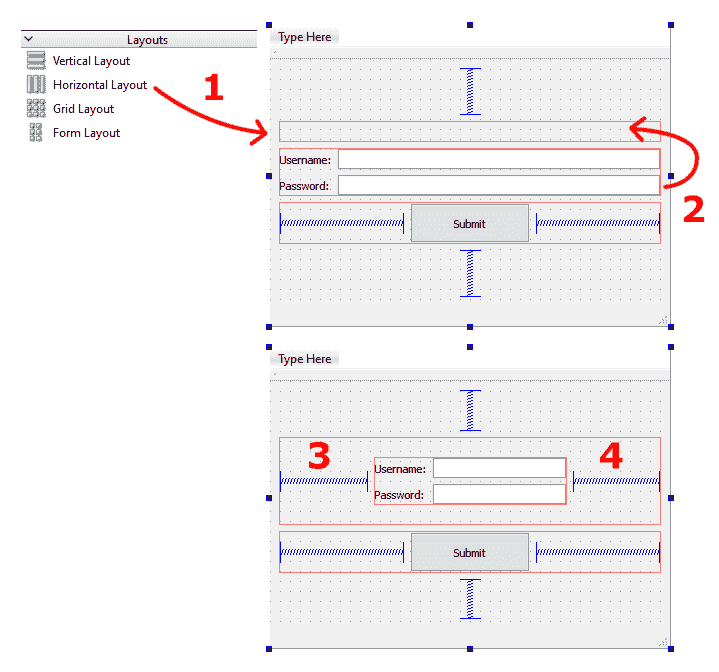 Layouts
Vertical Layout
Horizontal Layout
Grid Layout
Form Layout
1
Type Here
Username:
Password:
2
Submit
Type Here
3
4
Username:
Password:
Submit